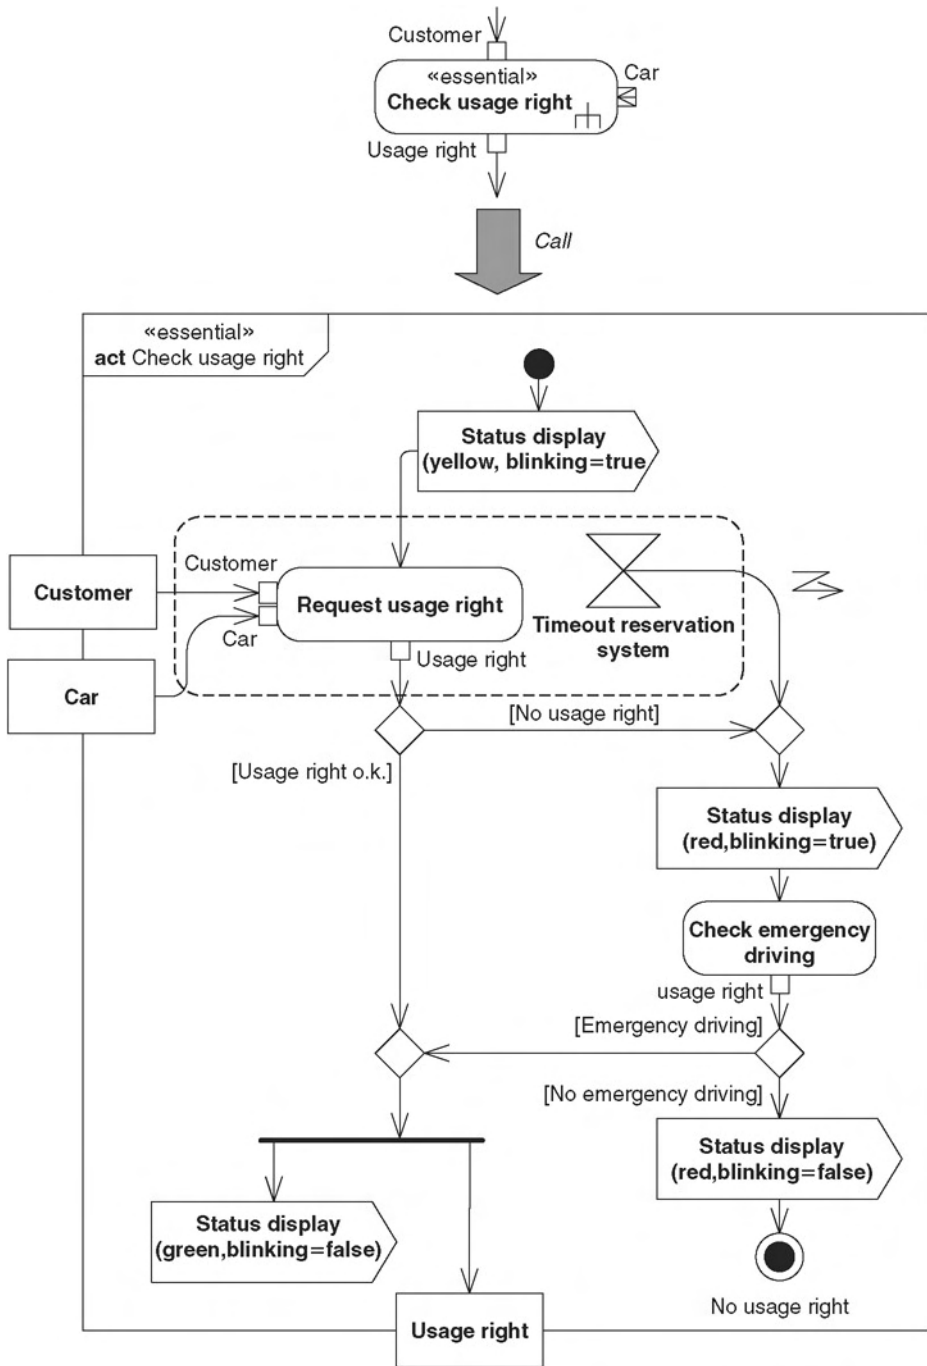 Customer
«essential»
Check usage right
Car
Usage right
Call
«essential»
act Check usage right
Status display
(yellow, blinking=true
Customer
Customer
Request usage right
Timeout reservation
system
Car
Car
Usage right
[No usage right]
[Usage right o.k.]
Status display
(red,blinking=true)
Check emergency
driving
usage right
[Emergency driving]
[No emergency driving]
Status display
(red,blinking=false)
Status display
(green,blinking=false)
No usage right
Usage right